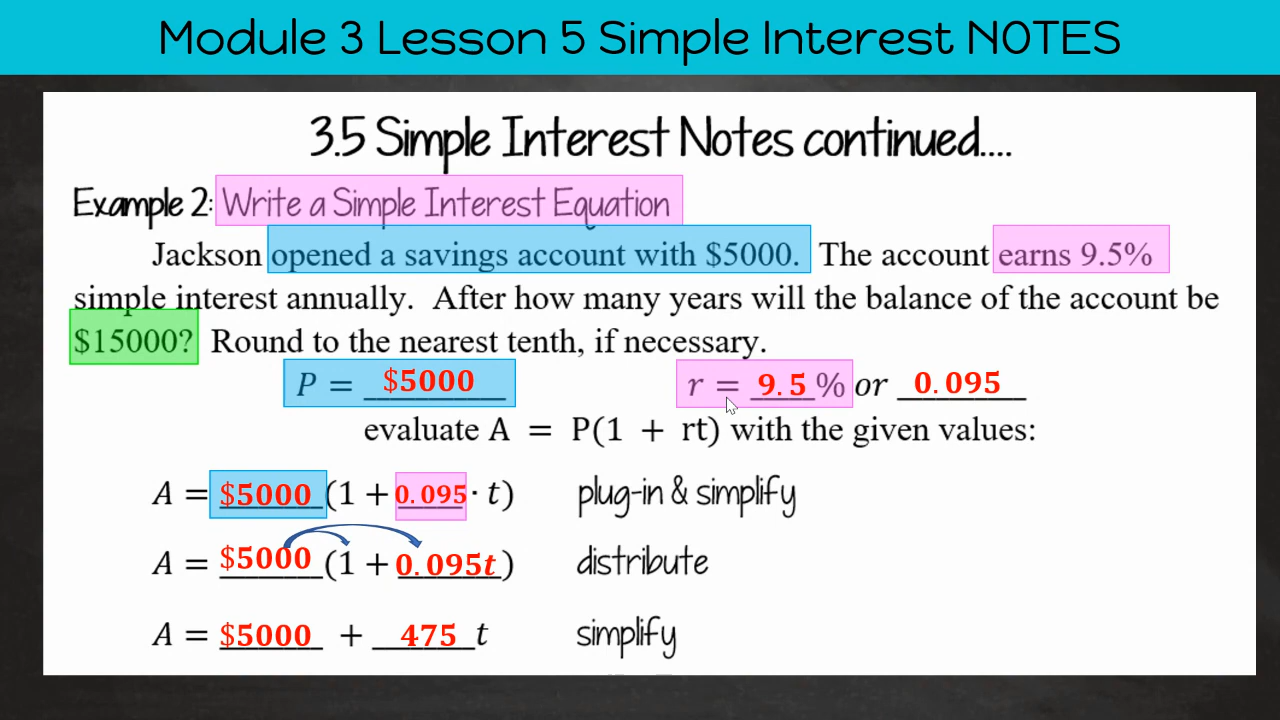 Module 3 Lesson 5 Simple Interest NOTES
3.5 Simple Interest Notes continued....
Example 2: Write a Simple Interest Equation
Jackson opened a savings account with $5000. The account earns 9.5%
simple interest annually. After how many years will the balance of the account be
$15000? Round to the nearest tenth, if necessary.
P = $5000 r = 9.5% or 0.095
evaluate A = P(1 + rt) with the given values:
A = $5000(1 + 0.095 · t) plug-in & simplify
A = $5000(1 + 0.095t) distribute
A = $5000 + 475t simplify